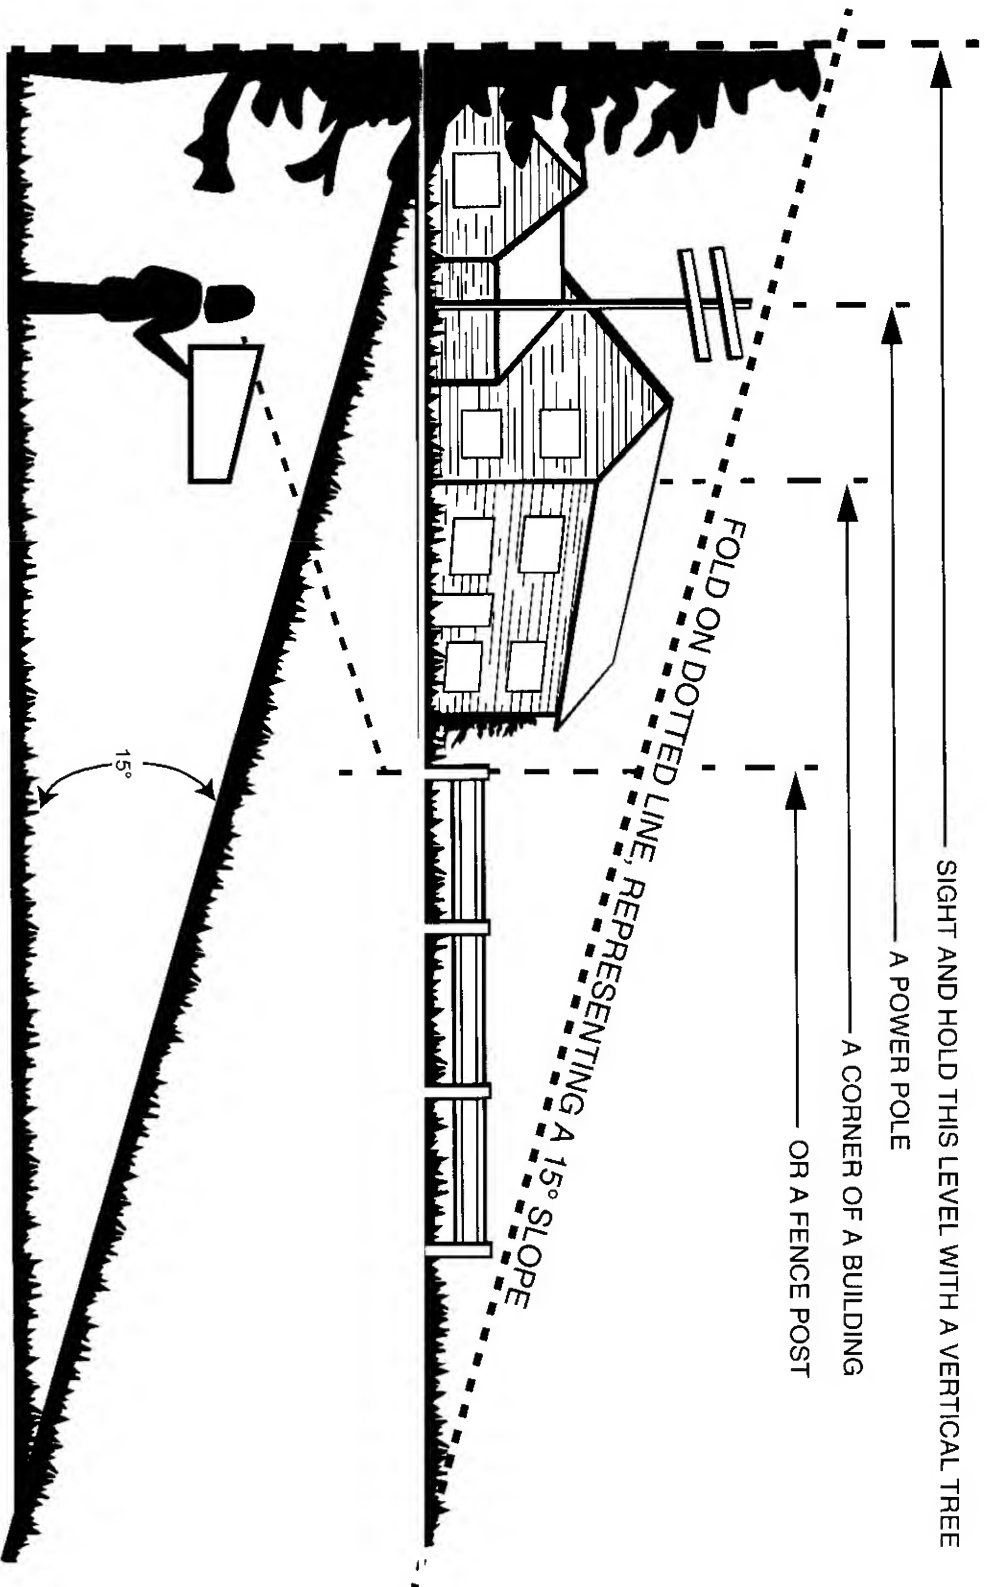 SIGHT AND HOLD THIS LEVEL WITH A VERTICAL TREE
A POWER POLE
A CORNER OF A BUILDING
OR A FENCE POST
FOLD ON DOTTED LINE, REPRESENTING A 15° SLOPE
15°